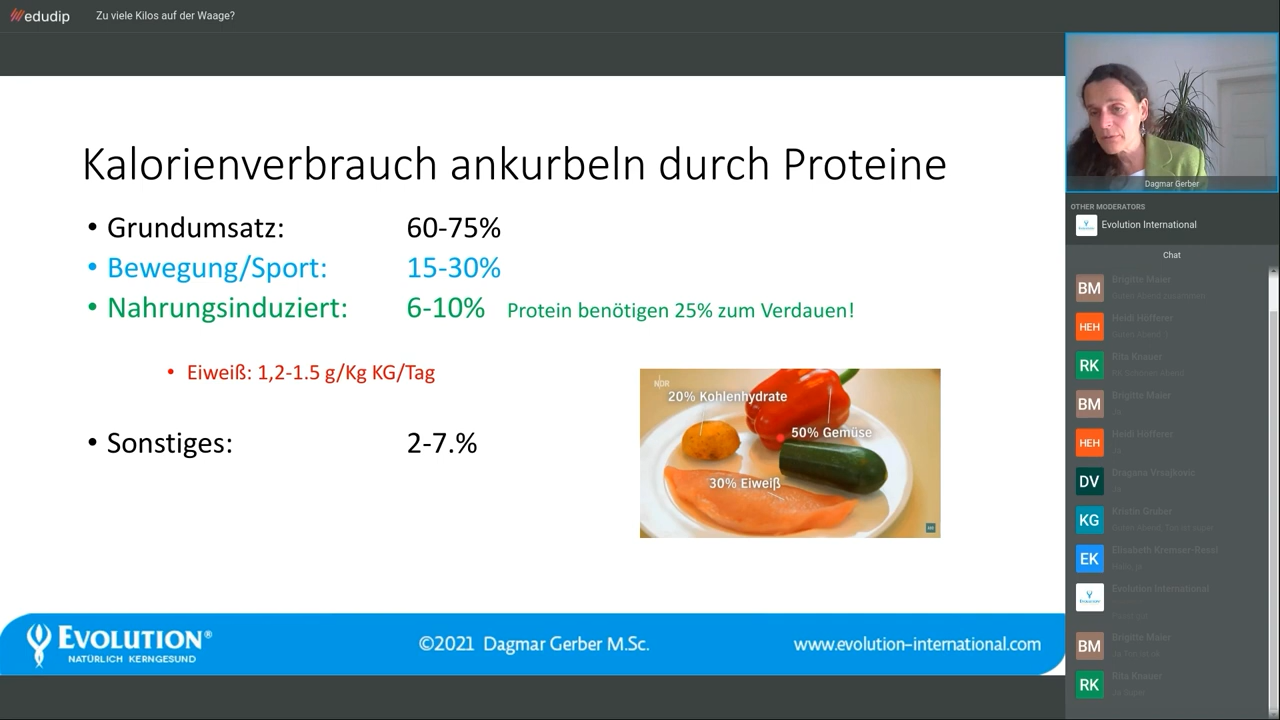 edudip
Zu viele Kilos auf der Waage?
Kalorienverbrauch ankurbeln durch Proteine
• Grundumsatz: 60-75%
• Bewegung/Sport: 15-30%
• Nahrungsinduziert: 6-10% Protein benötigen 25% zum Verdauen!
• Eiweiß: 1,2-1.5 g/Kg KG/Tag
• Sonstiges: 2-7.%
NDR
20% Kohlenhydrate
50% Gemüse
30% Eiweiß
EVOLUTION®
NATÜRLICH KERNGESUND
©2021 Dagmar Gerber M.Sc.
www.evolution-international.com
Dagmar Gerber
OTHER MODERATORS
Evolution International
Chat
BM Brigitte Maier
HEH Heidi Höfferer
RK Rita Knauer
BM Brigitte Maier
Ja
HEH Heidi Höfferer
Ja
DV Dragana Vrsajkovic
Ja
KG Kristin Gruber
EK Elisabeth
Evolution International
BM Brigitte Maier
RK Rita Knauer